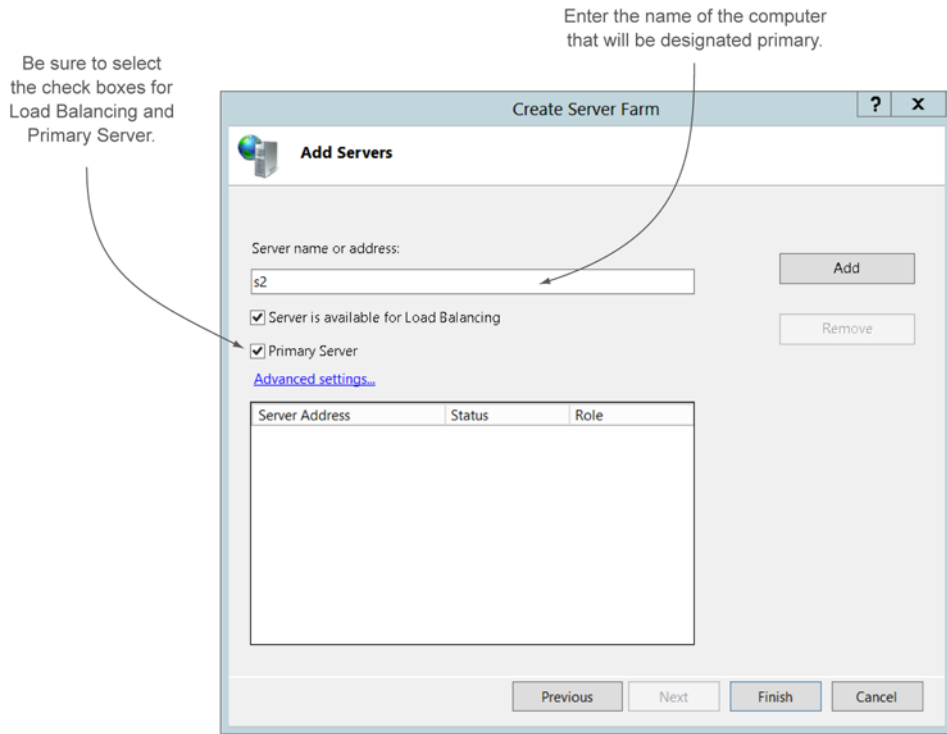 Enter the name of the computer
that will be designated primary.
Be sure to select
the check boxes for
Load Balancing and
Primary Server.
Create Server Farm
? x
Add Servers
Server name or address:
s2
Add
Server is available for Load Balancing
Remove
Primary Server
Advanced settings...
Server Address Status Role
Previous Next Finish Cancel